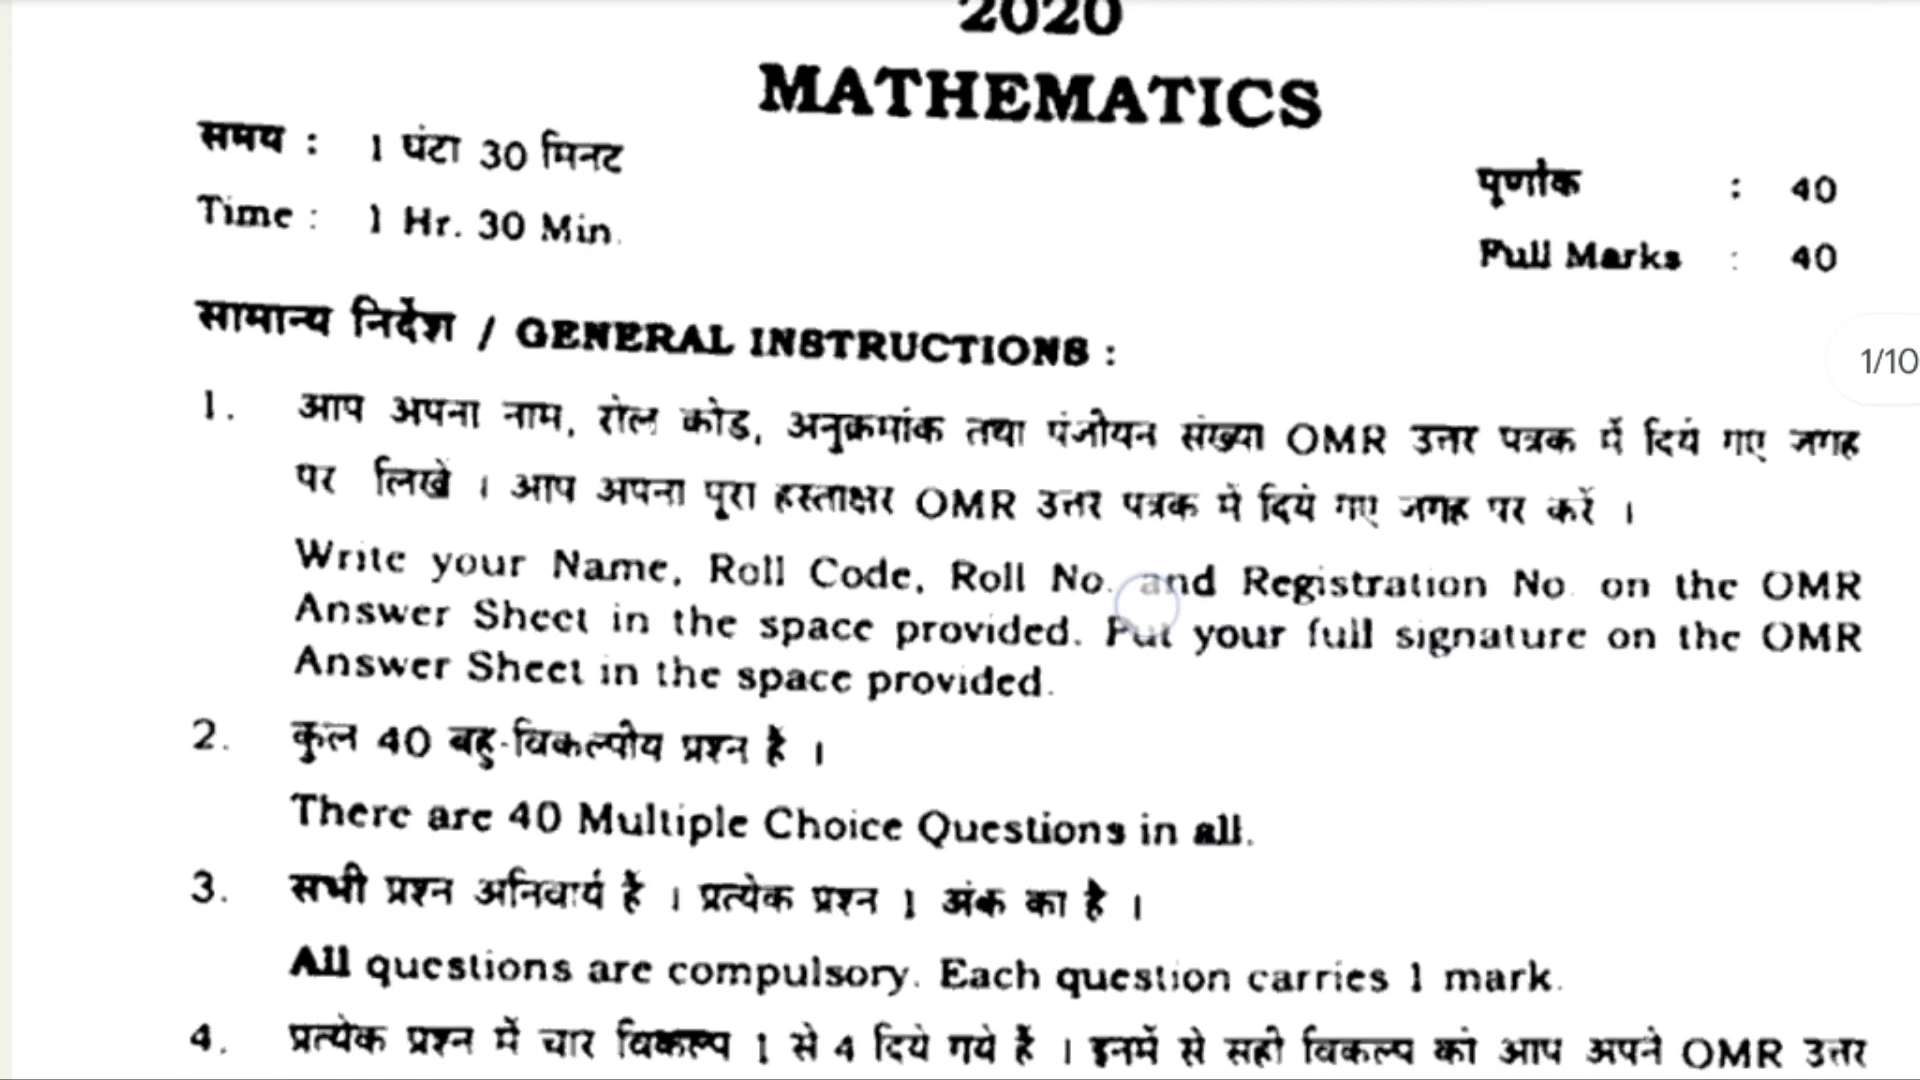 2020
MATHEMATICS
समय : 1 घंटा 30 मिनट
Time : 1 Hr. 30 Min.
पूर्णांक : 40
Full Marks : 40
सामान्य निर्देश / GENERAL INSTRUCTIONS :
1/10
1. आप अपना नाम, रोल कोड, अनुक्रमांक तथा पंजीयन संख्या OMR उत्तर पत्रक में दिये गए जगह
पर लिखें । आप अपना पूरा हस्ताक्षर OMR उत्तर पत्रक में दिये गए जगह पर करें ।
Write your Name, Roll Code, Roll No. and Registration No. on the OMR
Answer Sheet in the space provided. Put your full signature on the OMR
Answer Sheet in the space provided.
2. कुल 40 बहु-विकल्पीय प्रश्न है ।
There are 40 Multiple Choice Questions in all.
3. सभी प्रश्न अनिवार्य हैं । प्रत्येक प्रश्न 1 अंक का है ।
All questions are compulsory. Each question carries 1 mark.
4. प्रत्येक प्रश्न में चार विकल्प 1 से 4 दिये गये हैं । इनमें से सही विकल्प को आप अपने OMR उत्तर